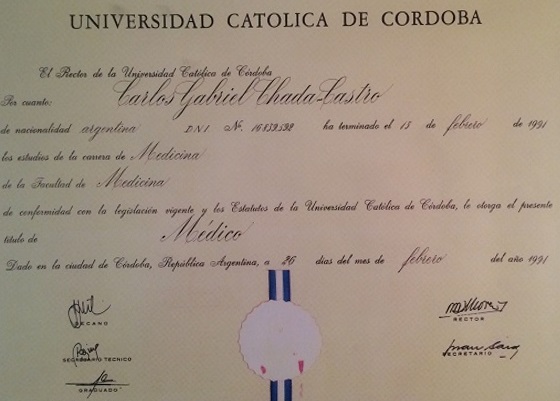 UNIVERSIDAD CATOLICA DE CORDOBA
El Rector de la Universidad Católica de Córdoba
Por cuanto: Carlos Gabriel Chada-Castro
de nacionalidad argentina DNI Nº. 16.159.592 ha terminado el 15 de febrero de 1991
los estudios de la carrera de Medicina
de la Facultad de Medicina
de conformidad con la legislación vigente y los Estatutos de la Universidad Católica de Córdoba, le otorga el presente
título de Médico
Dado en la ciudad de Córdoba, República Argentina, a 26 días del mes de febrero del año 1991
DECANO
RECTOR
SECRETARIO TECNICO
SECRETARIO
GRADUADO